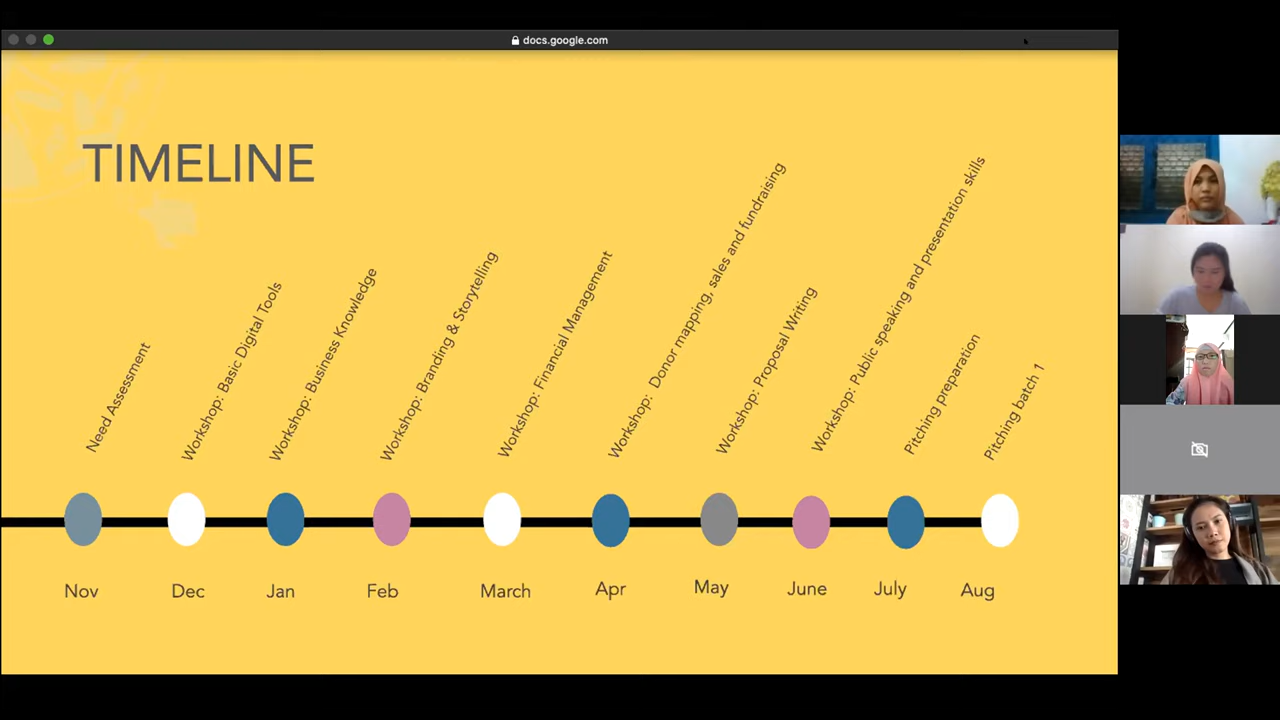 docs.google.com
TIMELINE
Need Assessment
Workshop: Basic Digital Tools
Workshop: Business Knowledge
Workshop: Branding & Storytelling
Workshop: Financial Management
Workshop: Donor mapping, sales and fundraising
Workshop: Proposal Writing
Workshop: Public speaking and presentation skills
Pitching preparation
Pitching batch 1
Nov
Dec
Jan
Feb
March
Apr
May
June
July
Aug